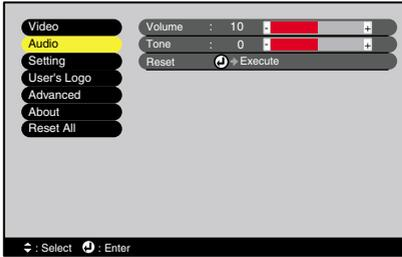 Video
Audio
Setting
User's Logo
Advanced
About
Reset All
Volume : 10 - +
Tone : 0 - +
Reset Execute
: Select : Enter